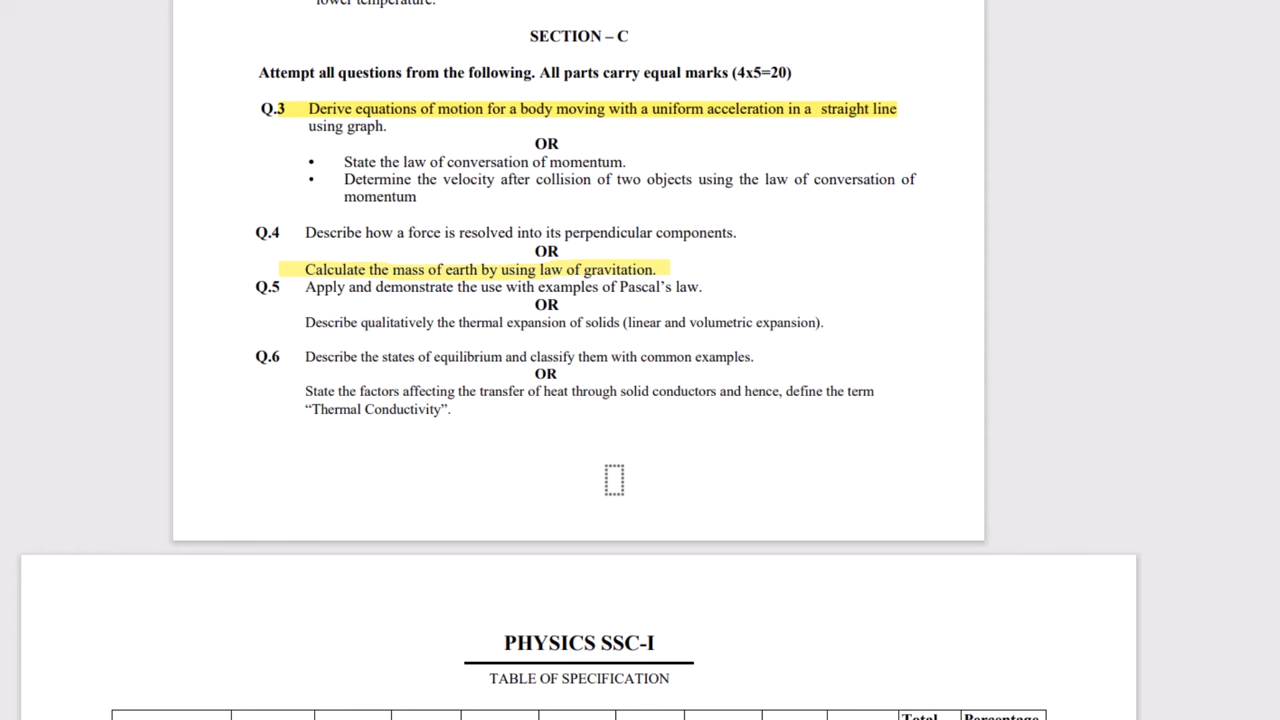 lower temperature.
SECTION – C
Attempt all questions from the following. All parts carry equal marks (4x5=20)
Q.3 Derive equations of motion for a body moving with a uniform acceleration in a straight line
using graph.
OR
• State the law of conversation of momentum.
• Determine the velocity after collision of two objects using the law of conversation of
momentum
Q.4 Describe how a force is resolved into its perpendicular components.
OR
Calculate the mass of earth by using law of gravitation.
Q.5 Apply and demonstrate the use with examples of Pascal’s law.
OR
Describe qualitatively the thermal expansion of solids (linear and volumetric expansion).
Q.6 Describe the states of equilibrium and classify them with common examples.
OR
State the factors affecting the transfer of heat through solid conductors and hence, define the term
“Thermal Conductivity”.
PHYSICS SSC-I
TABLE OF SPECIFICATION
Total Percentage